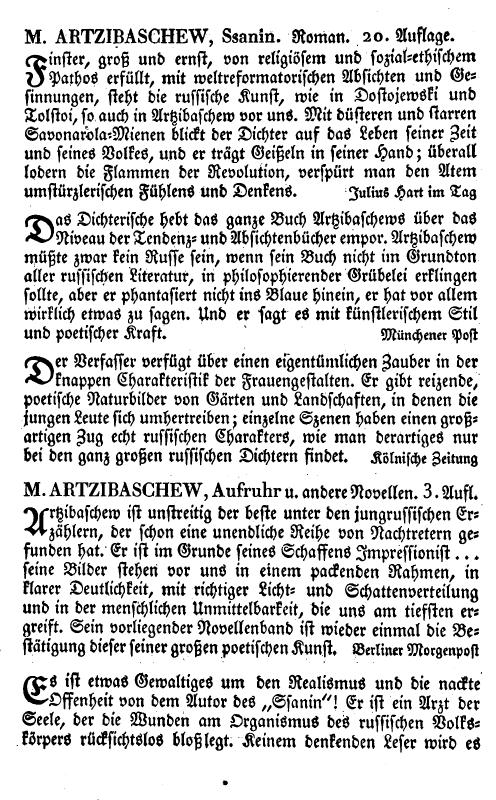 M. ARTZIBASCHEW, Ssanin. Roman. 20. Auflage.
Finster, groß und ernst, von religiösem und sozial-ethischem
Pathos erfüllt, mit weltreformatorischen Absichten und Ge-
sinnungen, steht die russische Kunst, wie in Dostojewski und
Tolstoi, so auch in Artzibaschew vor uns. Mit düsteren und starren
Savonarola-Mienen blickt der Dichter auf das Leben seiner Zeit
und seines Volkes, und er trägt Geißeln in seiner Hand; überall
lodern die Flammen der Revolution, verspürt man den Atem
umstürzlerischen Fühlens und Denkens. Julius Hart im Tag
Das Dichterische hebt das ganze Buch Artzibaschews über das
Niveau der Tendenz- und Absichtenbücher empor. Artzibaschew
müßte zwar kein Russe sein, wenn sein Buch nicht im Grundton
aller russischen Literatur, in philosophierender Grübelei erklingen
sollte, aber er phantasiert nicht ins Blaue hinein, er hat vor allem
wirklich etwas zu sagen. Und er sagt es mit künstlerischem Stil
und poetischer Kraft. Münchener Post
Der Verfasser verfügt über einen eigentümlichen Zauber in der
knappen Charakteristik der Frauengestalten. Er gibt reizende,
poetische Naturbilder von Gärten und Landschaften, in denen die
jungen Leute sich umhertreiben; einzelne Szenen haben einen groß-
artigen Zug echt russischen Charakters, wie man derartiges nur
bei den ganz großen russischen Dichtern findet. Kölnische Zeitung
M. ARTZIBASCHEW, Aufruhr u. andere Novellen. 3. Aufl.
Artzibaschew ist unstreitig der beste unter den jungrussischen Er-
zählern, der schon eine unendliche Reihe von Nachtretern ge-
funden hat. Er ist im Grunde seines Schaffens Impressionist . . .
seine Bilder stehen vor uns in einem packenden Rahmen, in
klarer Deutlichkeit, mit richtiger Licht- und Schattenverteilung
und in der menschlichen Unmittelbarkeit, die uns am tiefsten er-
greift. Sein vorliegender Novellenband ist wieder einmal die Be-
stätigung dieser seiner großen poetischen Kunst. Berliner Morgenpost
Es ist etwas Gewaltiges um den Realismus und die nackte
Offenheit von dem Autor des „Ssanin“! Er ist ein Arzt der
Seele, der die Wunden am Organismus des russischen Volks-
körpers rücksichtslos bloßlegt. Keinem denkenden Leser wird es